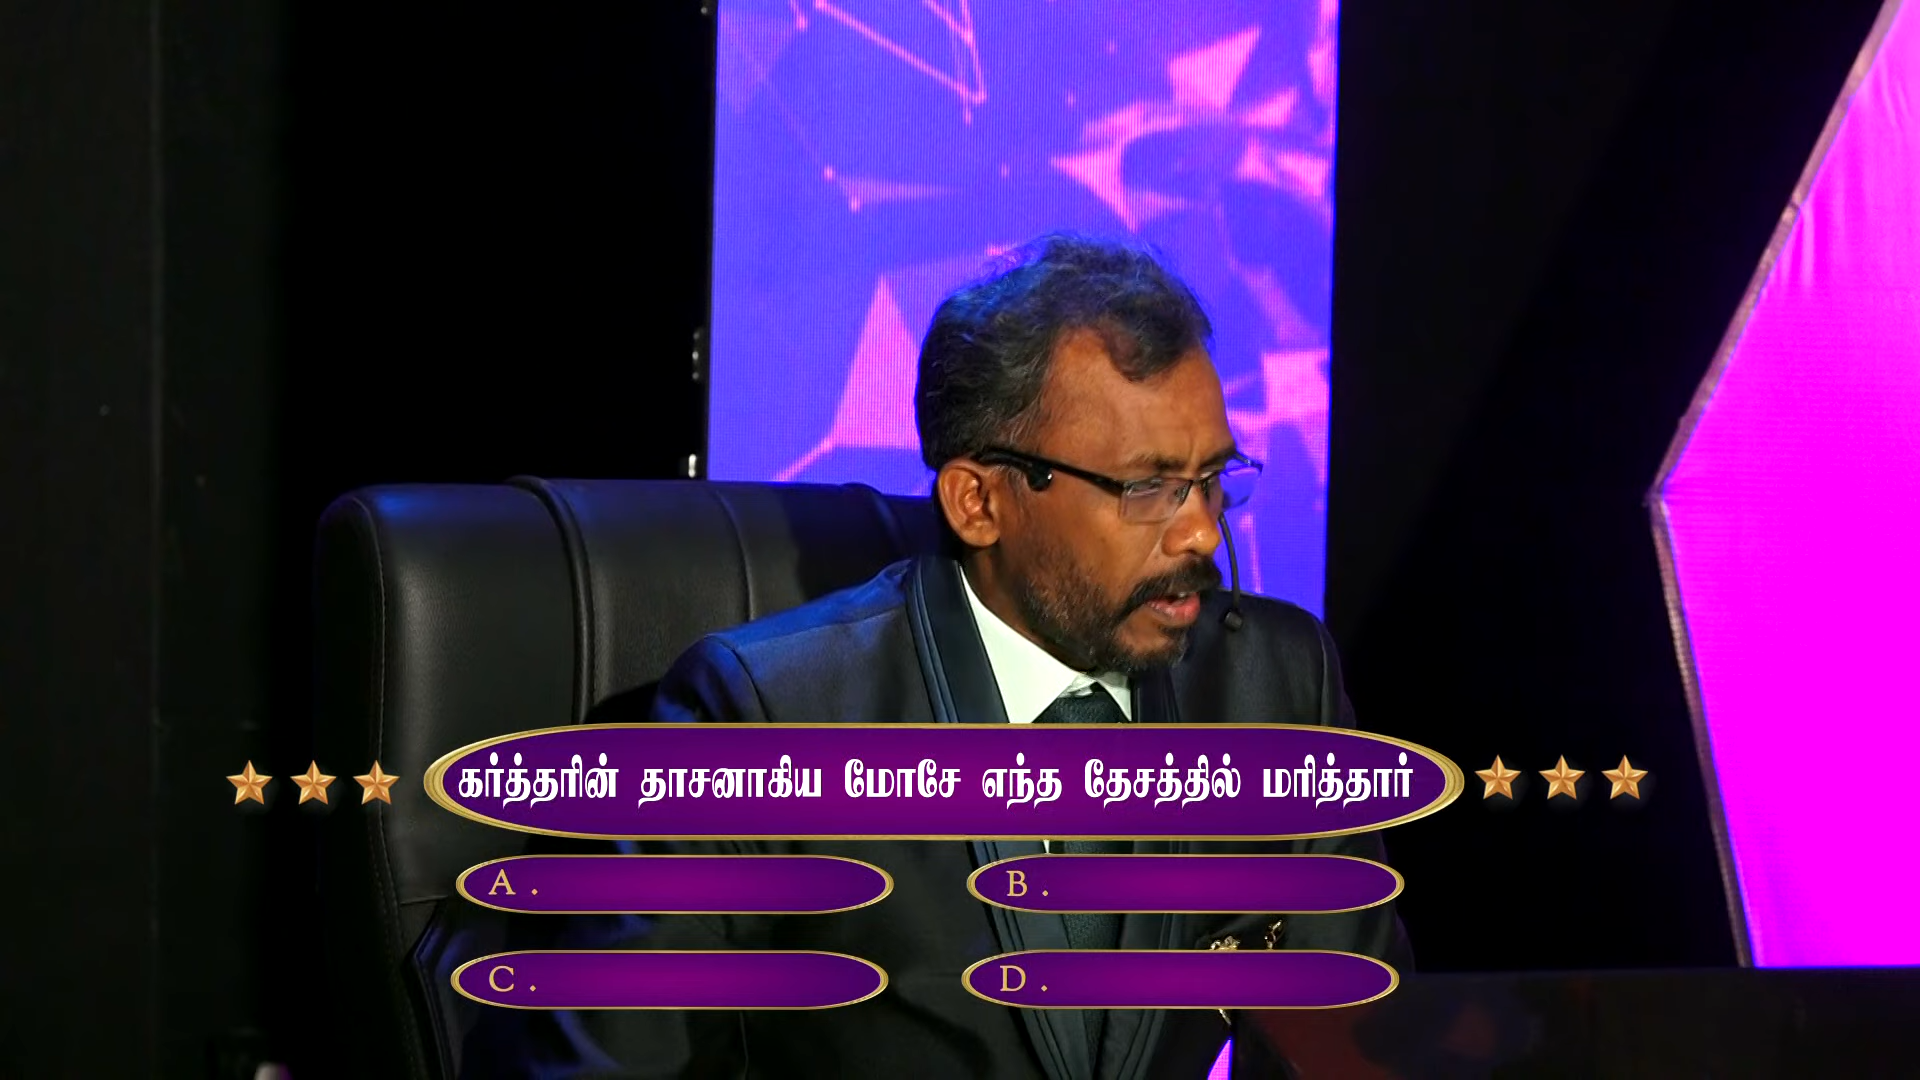 கர்த்தரின் தாசனாகிய மோசே எந்த தேசத்தில் மரித்தார்
A .
B .
C .
D .